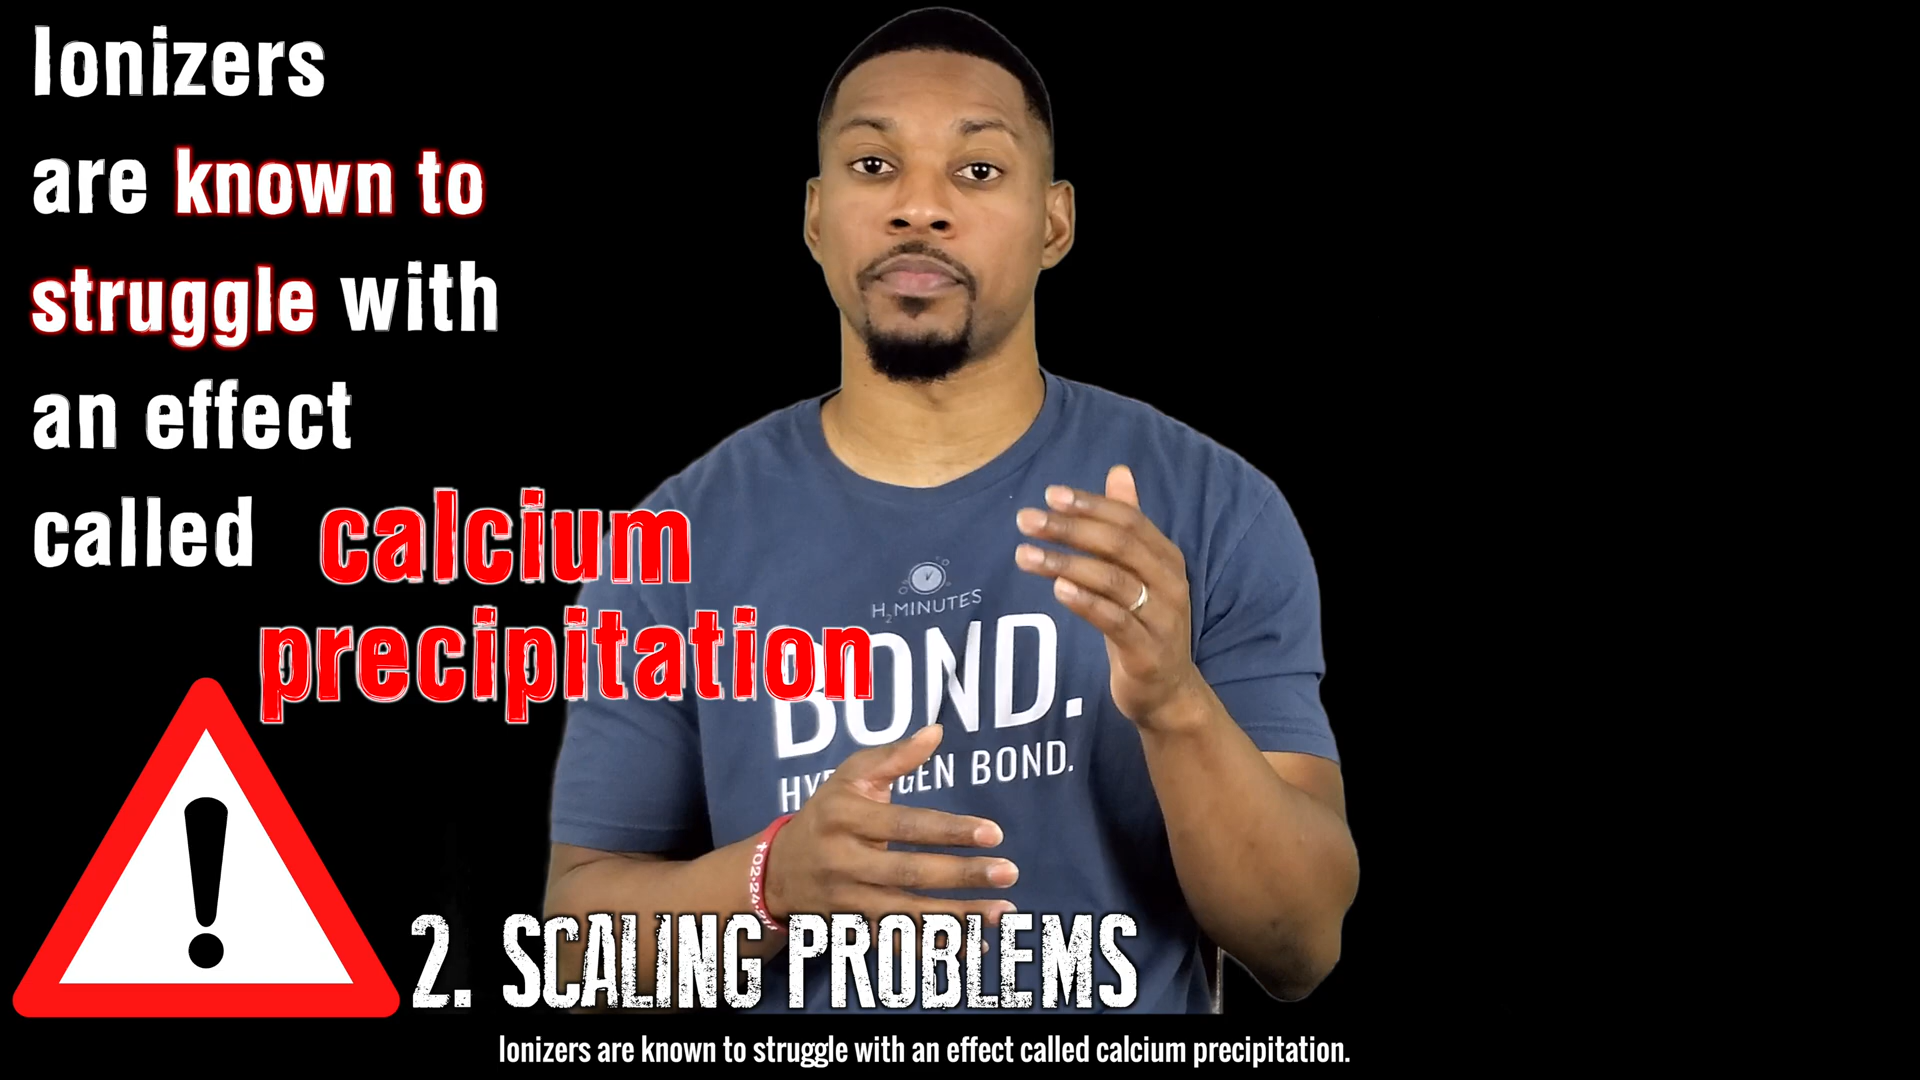 Ionizers
are known to
struggle with
an effect
called calcium
precipitation
H2MINUTES
BOND.
HYDROGEN BOND.
2. SCALING PROBLEMS
Ionizers are known to struggle with an effect called calcium precipitation.